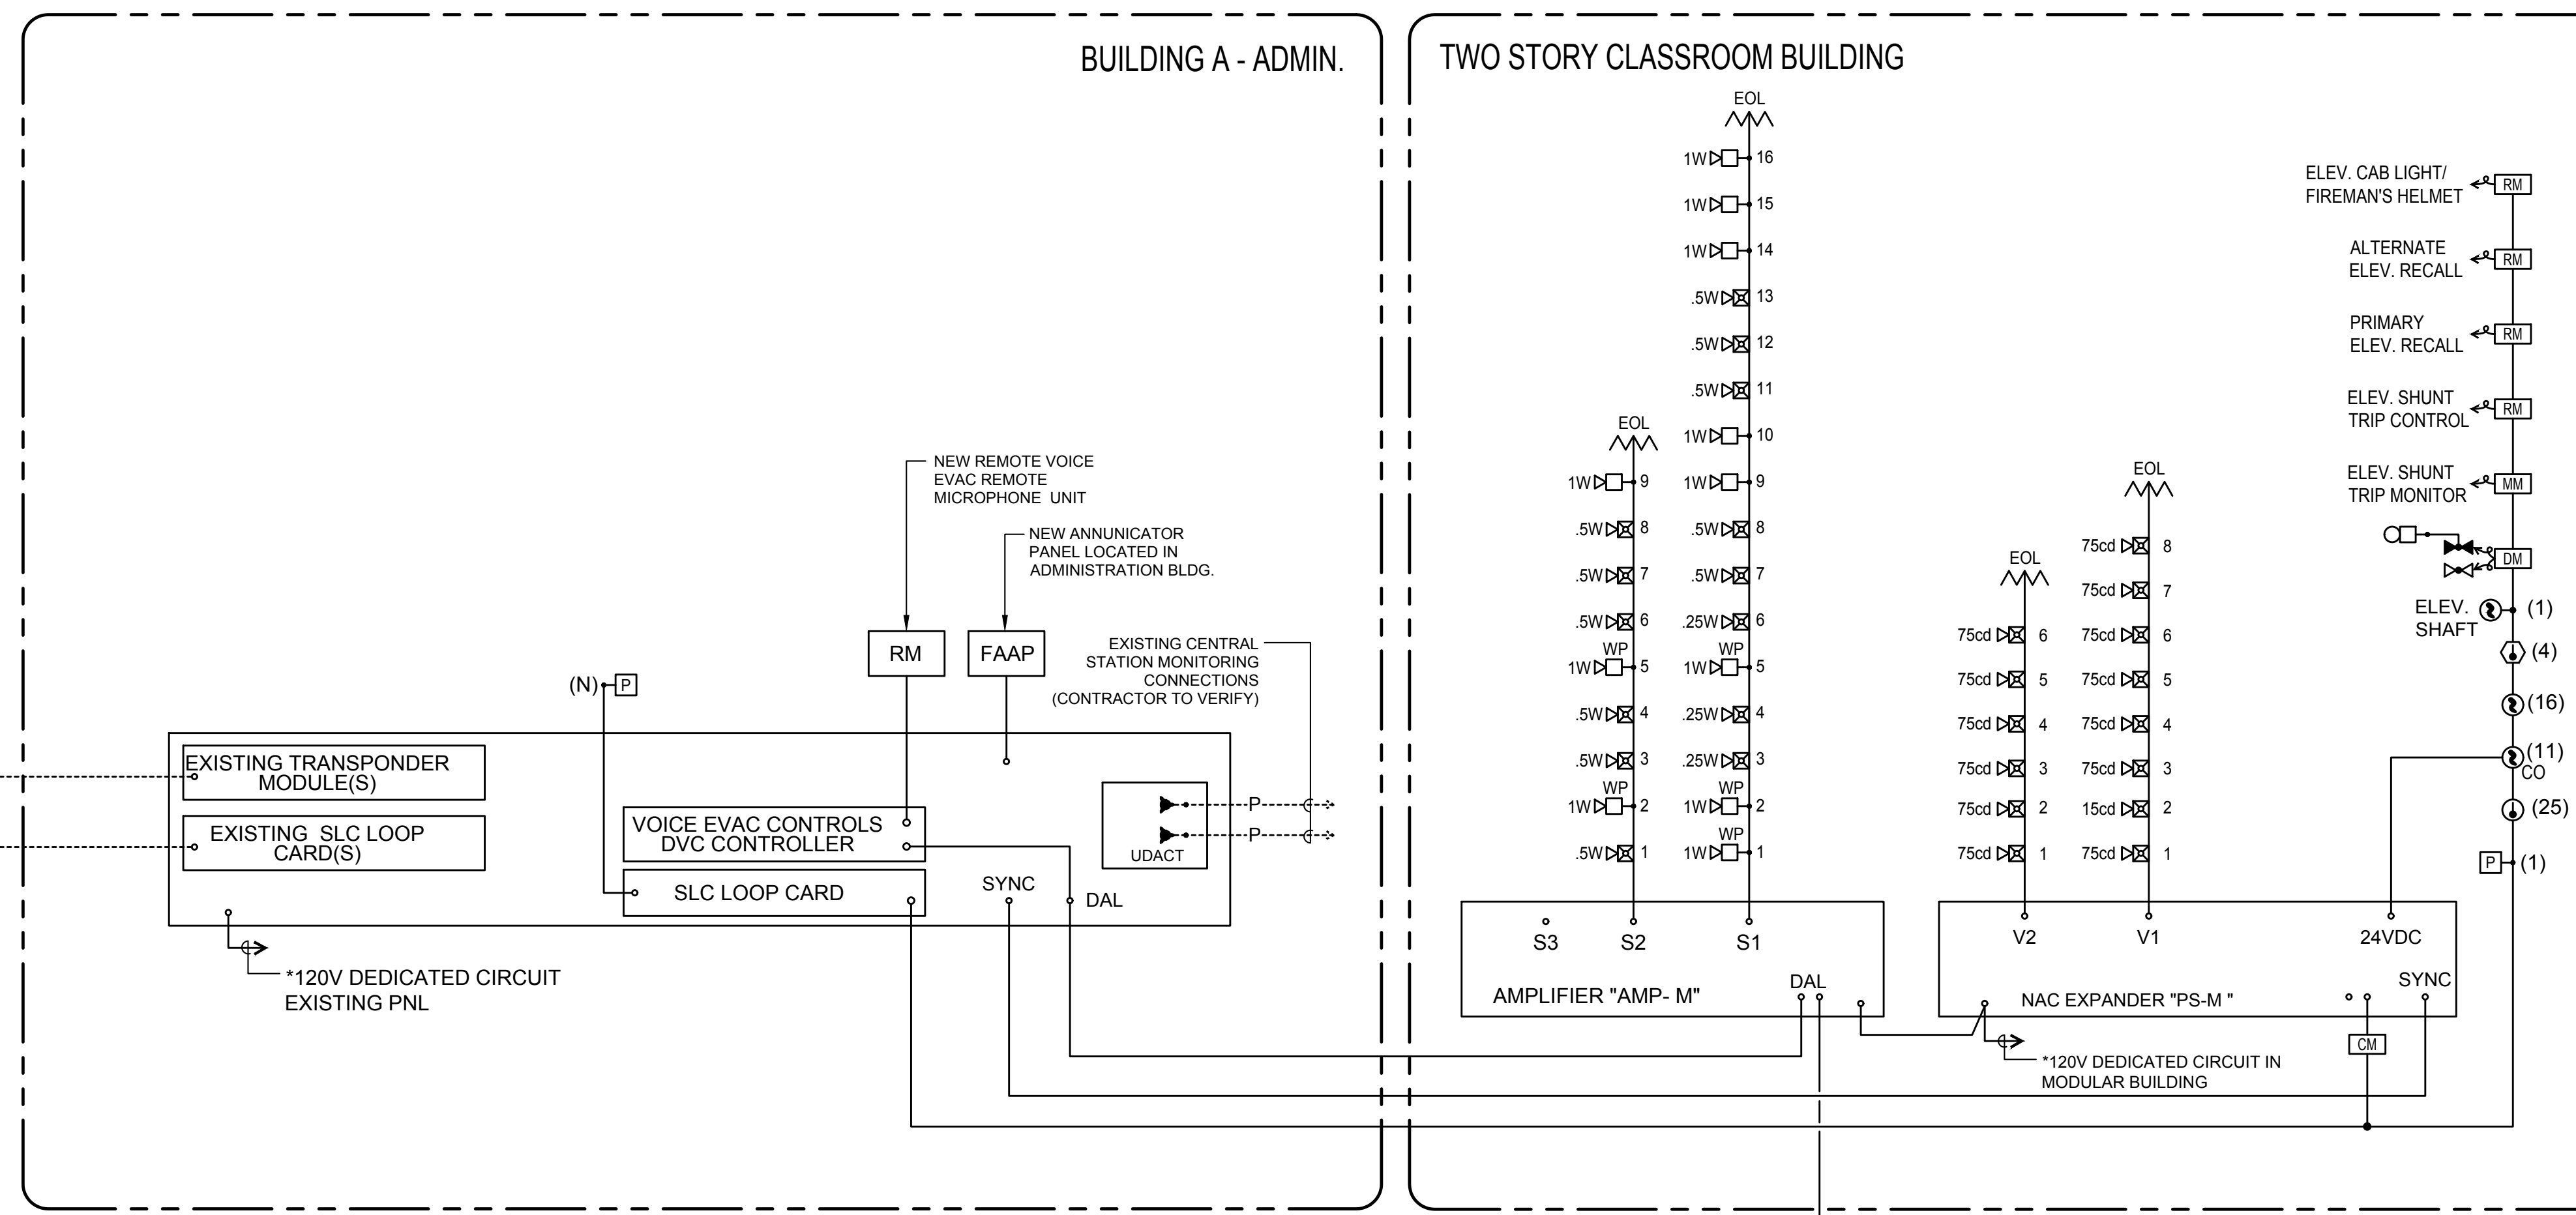 BUILDING A - ADMIN.
NEW REMOTE VOICE
EVAC REMOTE
MICROPHONE UNIT
NEW ANNUNICATOR
PANEL LOCATED IN
ADMINISTRATION BLDG.
RM
FAAP
EXISTING CENTRAL
STATION MONITORING
CONNECTIONS
(CONTRACTOR TO VERIFY)
(N)
P
EXISTING TRANSPONDER
MODULE(S)
EXISTING SLC LOOP
CARD(S)
VOICE EVAC CONTROLS
DVC CONTROLLER
SLC LOOP CARD
SYNC
DAL
UDACT
P
P
*120V DEDICATED CIRCUIT
EXISTING PNL
TWO STORY CLASSROOM BUILDING
EOL
1W 9
.5W 8
.5W 7
.5W 6
WP
1W 5
.5W 4
.5W 3
WP
1W 2
.5W 1
EOL
1W 16
1W 15
1W 14
.5W 13
.5W 12
.5W 11
1W 10
1W 9
.5W 8
.5W 7
.25W 6
WP
1W 5
.25W 4
.25W 3
WP
1W 2
WP
1W 1
S3
S2
S1
DAL
AMPLIFIER "AMP- M"
EOL
75cd 6
75cd 5
75cd 4
75cd 3
75cd 2
75cd 1
EOL
75cd 8
75cd 7
75cd 6
75cd 5
75cd 4
75cd 3
15cd 2
75cd 1
V2
V1
24VDC
SYNC
NAC EXPANDER "PS-M "
CM
*120V DEDICATED CIRCUIT IN
MODULAR BUILDING
ELEV. CAB LIGHT/
FIREMAN'S HELMET
RM
ALTERNATE
ELEV. RECALL
RM
PRIMARY
ELEV. RECALL
RM
ELEV. SHUNT
TRIP CONTROL
RM
ELEV. SHUNT
TRIP MONITOR
MM
DM
ELEV.
SHAFT
(1)
(4)
(16)
(11)
CO
(25)
P
(1)